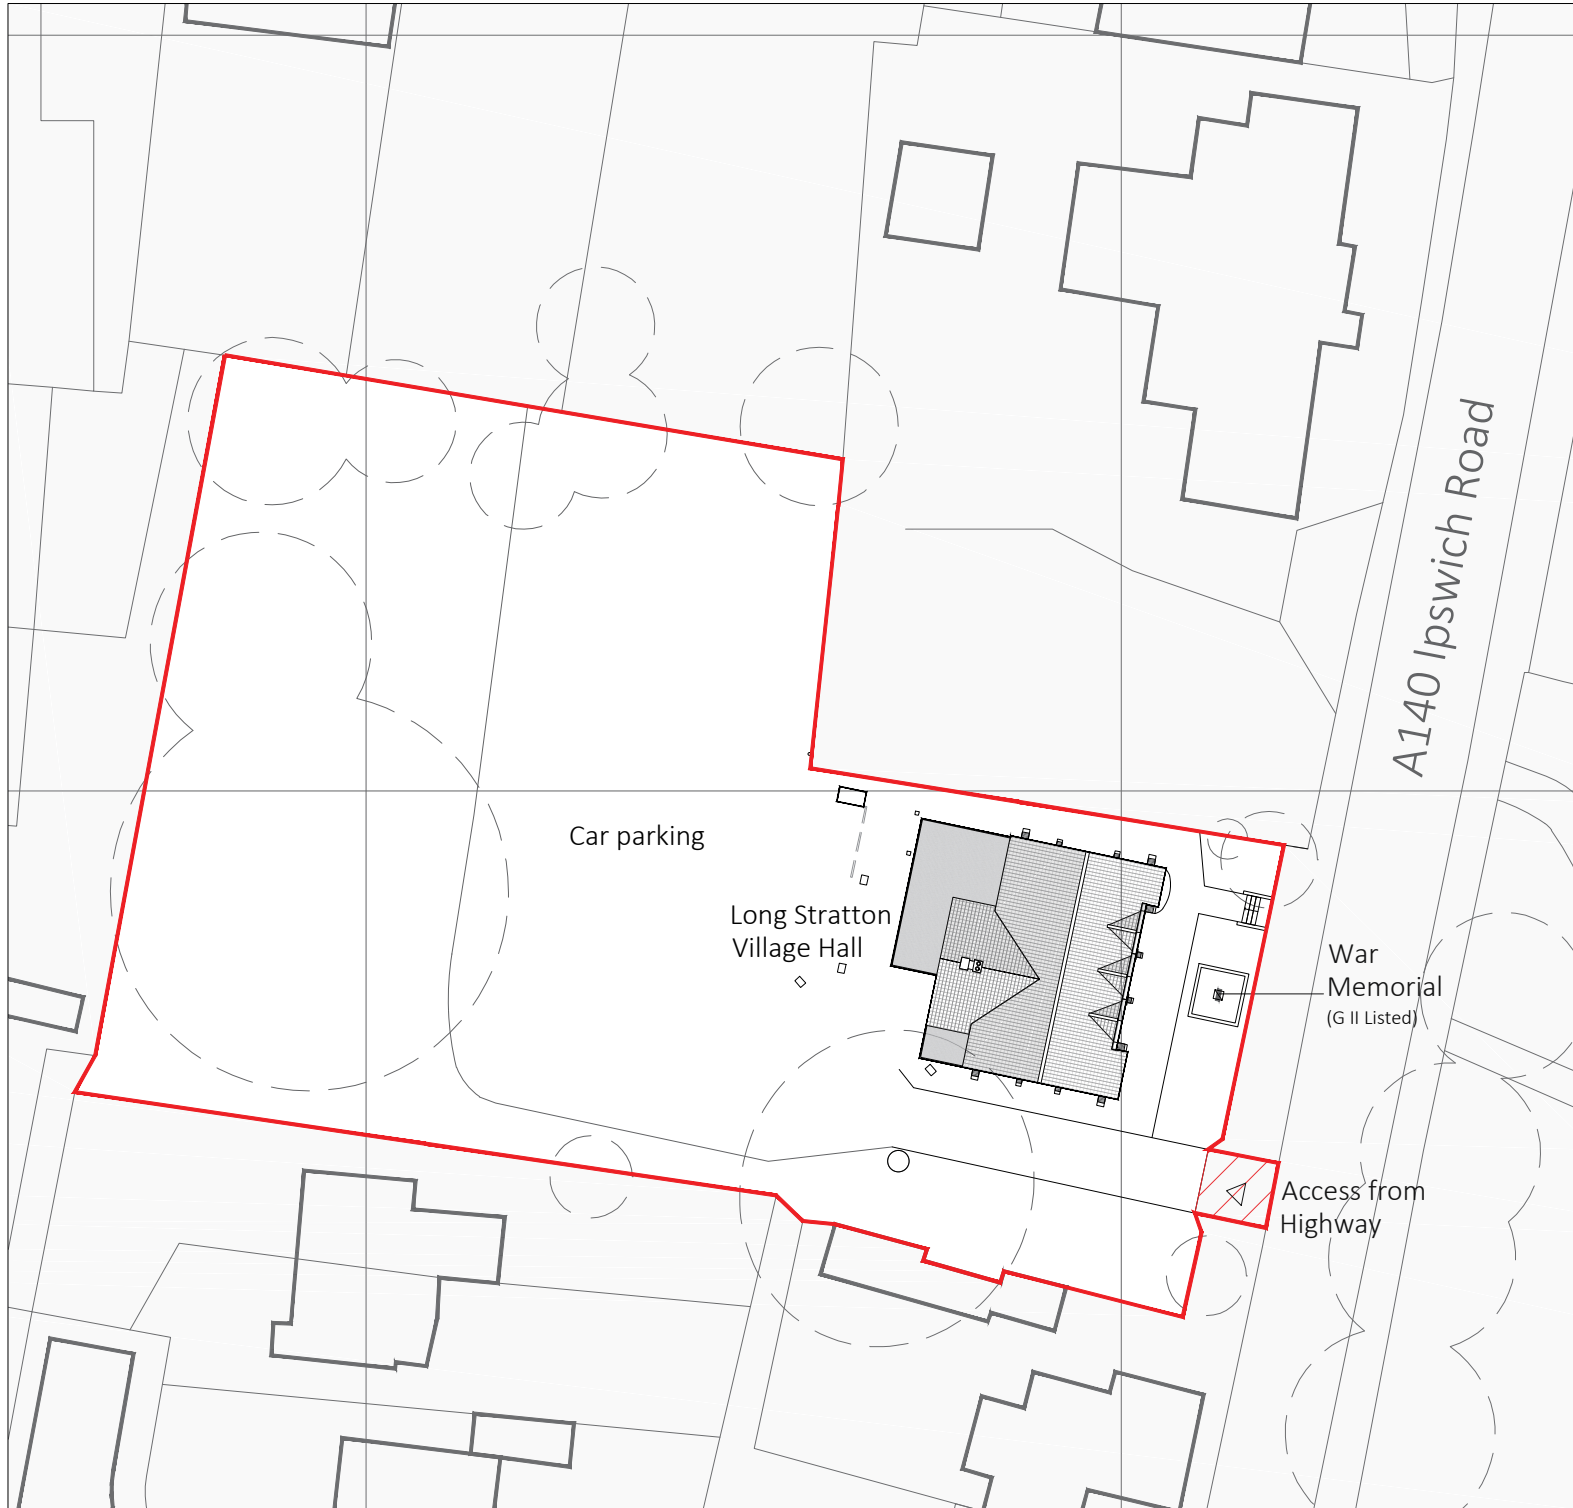 A140 Ipswich Road
Car parking
Long Stratton
Village Hall
War
Memorial
(G II Listed)
Access from
Highway